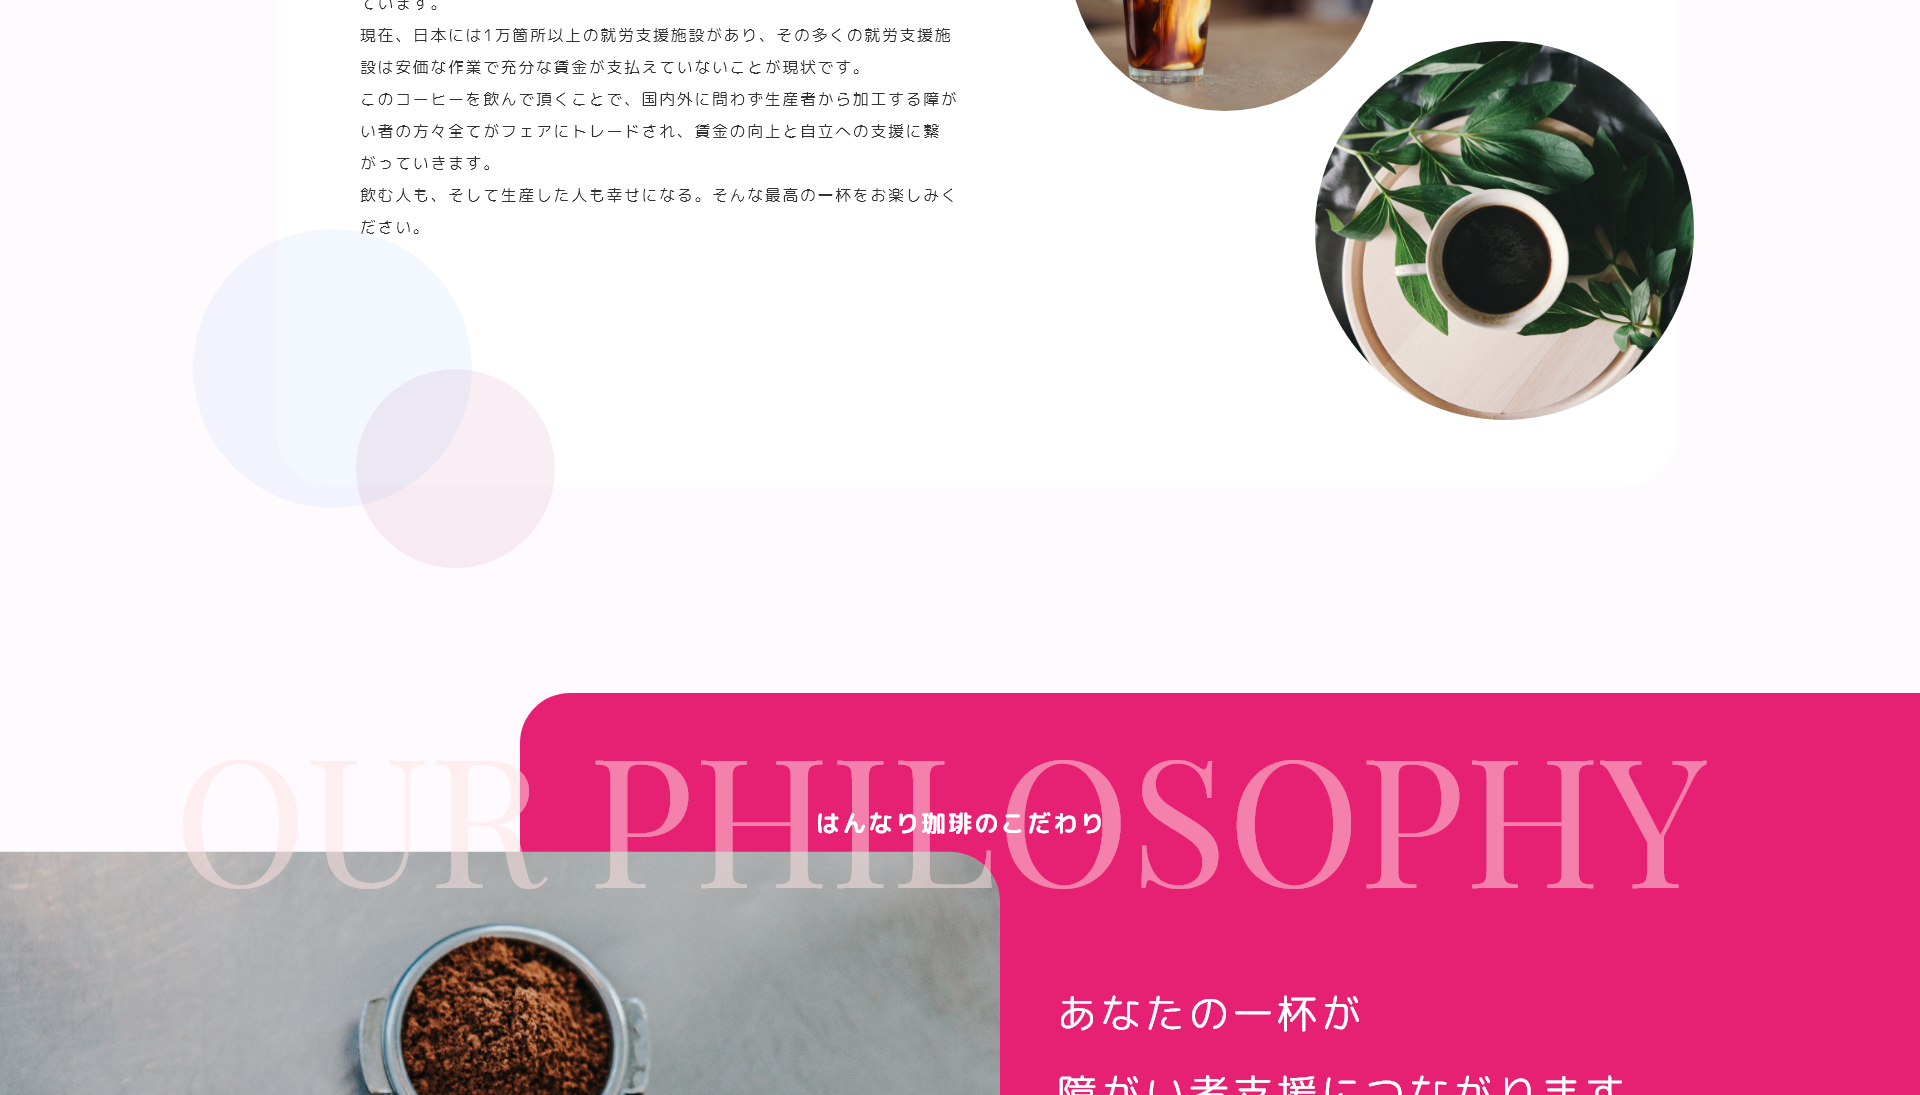 ています。
現在、日本には1万箇所以上の就労支援施設があり、その多くの就労支援施
設は安価な作業で充分な賃金が支払えていないことが現状です。
このコーヒーを飲んで頂くことで、国内外に問わず生産者から加工する障が
い者の方々全てがフェアにトレードされ、賃金の向上と自立への支援に繋
がっていきます。
飲む人も、そして生産した人も幸せになる。そんな最高の一杯をお楽しみく
ださい。
OUR PHILOSOPHY
はんなり珈琲のこだわり
あなたの一杯が
障がい者支援につながります